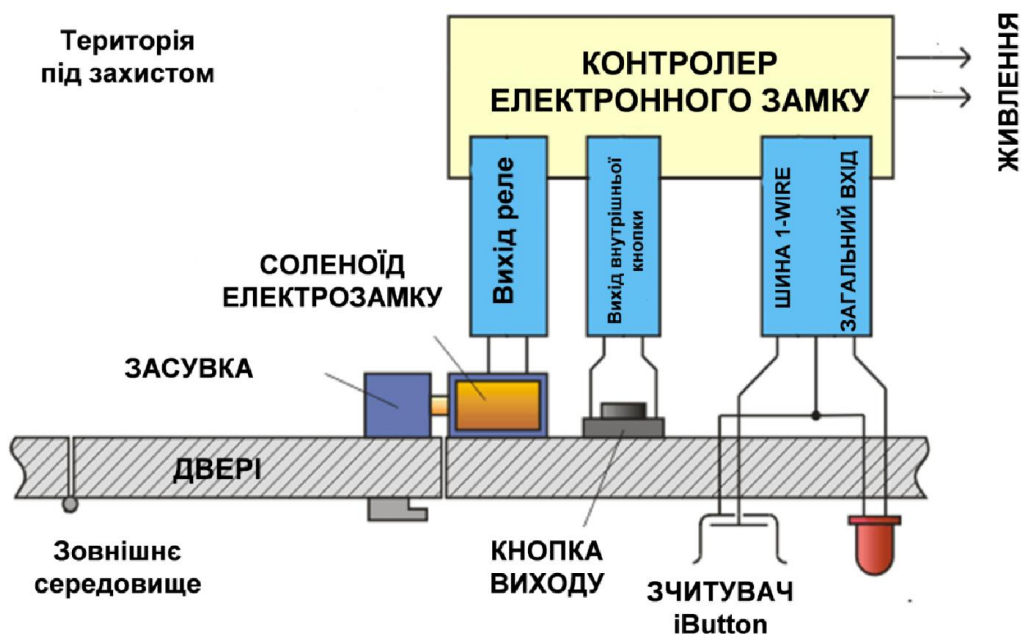 Територія
під захистом
КОНТРОЛЕР
ЕЛЕКТРОННОГО ЗАМКУ
ЖИВЛЕННЯ
Вихід реле
Вихід внутрішньої
кнопки
ШИНА 1-WIRE
ЗАГАЛЬНИЙ ВХІД
СОЛЕНОЇД
ЕЛЕКТРОЗАМКУ
ЗАСУВКА
ДВЕРІ
Зовнішнє
середовище
КНОПКА
ВИХОДУ
ЗЧИТУВАЧ
iButton